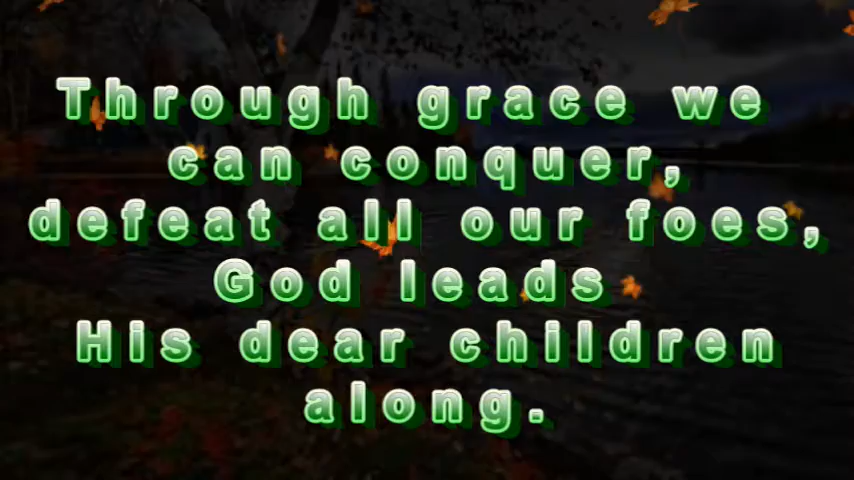 Through grace we
can conquer,
defeat all our foes,
God leads
His dear children
along.